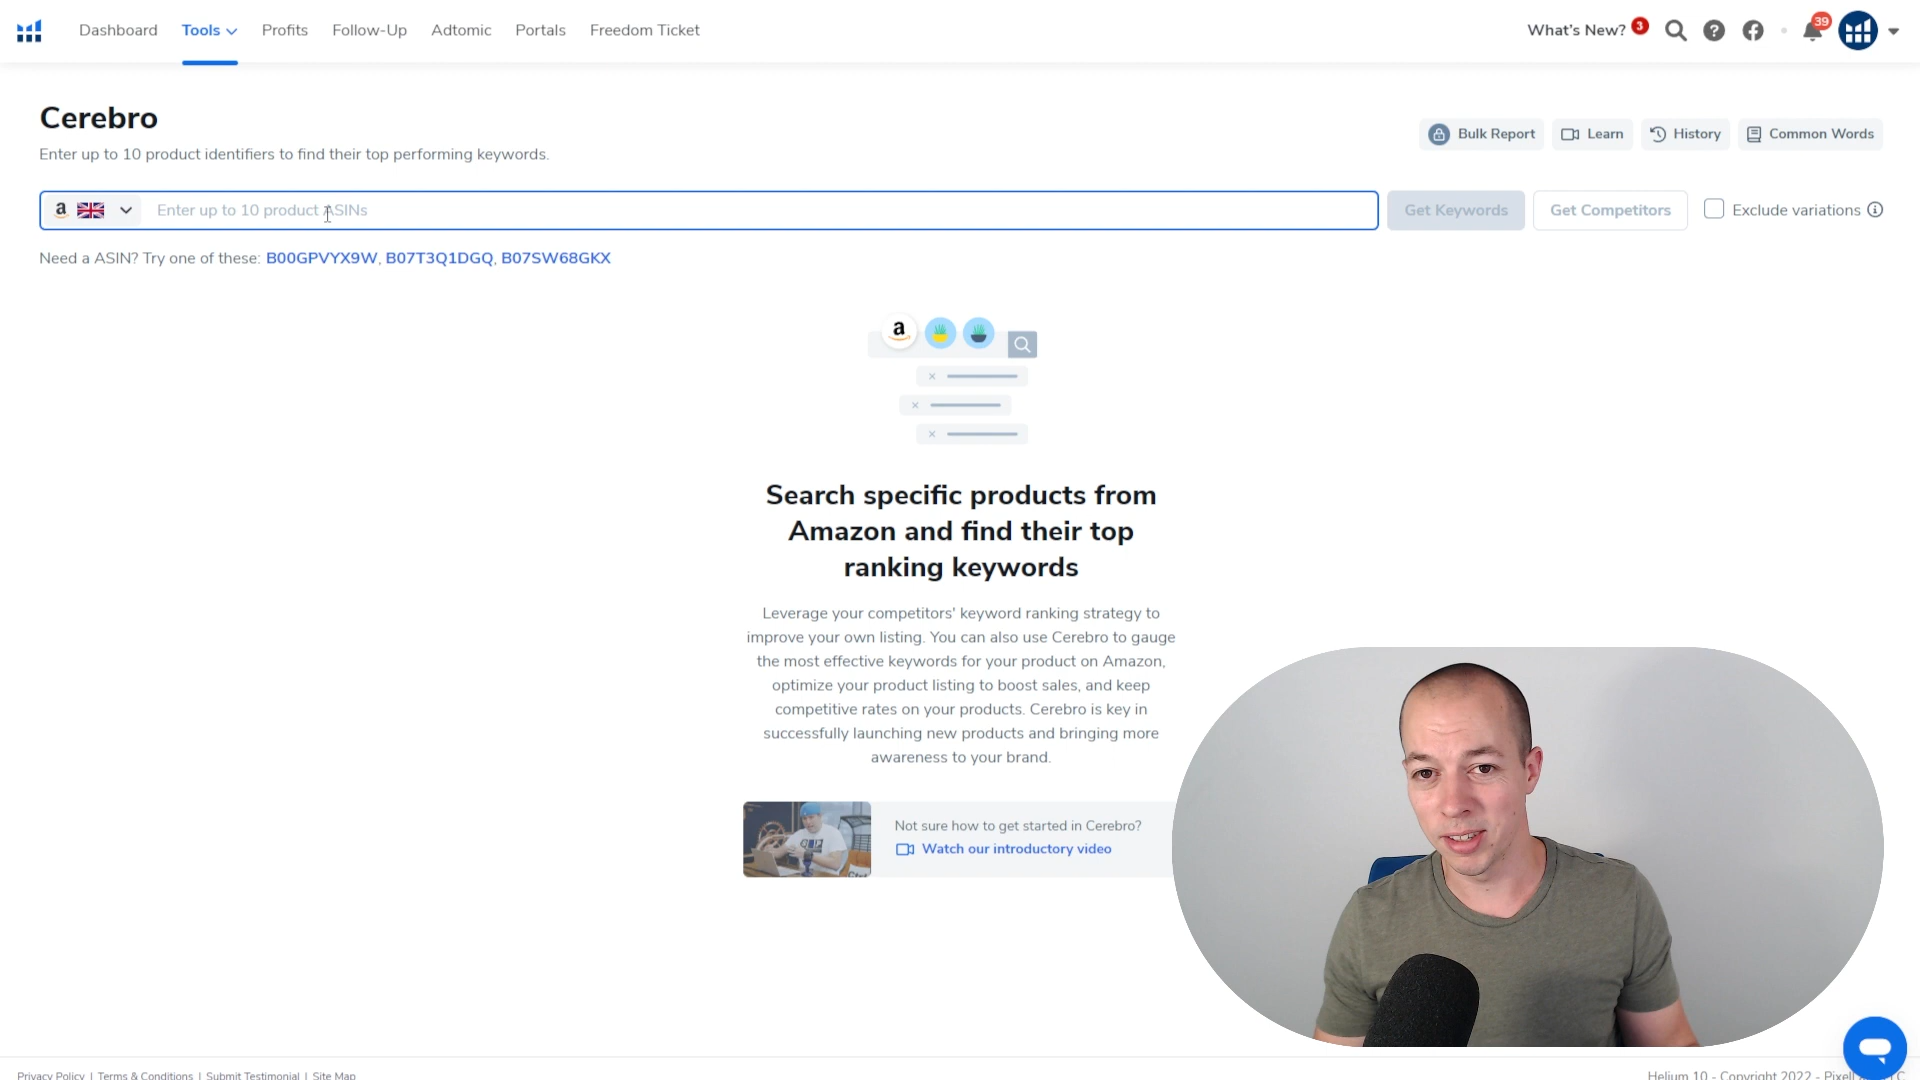 Dashboard
Tools
Profits
Follow-Up
Adtomic
Portals
Freedom Ticket
What's New? 3
39
Cerebro
Enter up to 10 product identifiers to find their top performing keywords.
Bulk Report
Learn
History
Common Words
a
Enter up to 10 product ASINs
Get Keywords
Get Competitors
Exclude variations
Need a ASIN? Try one of these: B00GPVYX9W, B07T3Q1DGQ, B07SW68GKX
a
Search specific products from
Amazon and find their top
ranking keywords
Leverage your competitors' keyword ranking strategy to
improve your own listing. You can also use Cerebro to gauge
the most effective keywords for your product on Amazon,
optimize your product listing to boost sales, and keep
competitive rates on your products. Cerebro is key in
successfully launching new products and bringing more
awareness to your brand.
Not sure how to get started in Cerebro?
Watch our introductory video
Privacy Policy | Terms & Conditions | Submit Testimonial | Site Map
Helium 10 - Copyright 2022 -